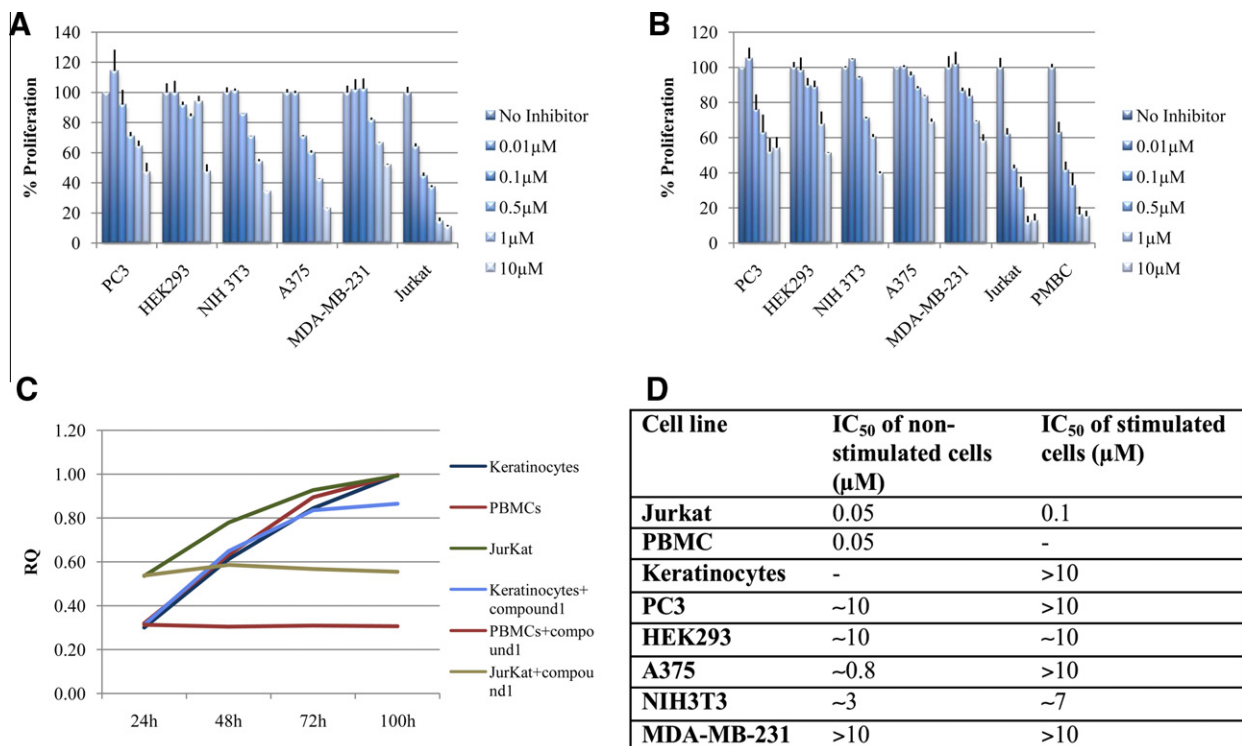 A
140
120
100
80
60
40
20
0
% Proliferation
PC3
HEK293
NIH 3T3
A375
MDA-MB-231
Jurkat
No Inhibitor
0.01µM
0.1µM
0.5µM
1µM
10µM
B
120
100
80
60
40
20
0
% Proliferation
PC3
HEK293
NIH 3T3
A375
MDA-MB-231
Jurkat
PMBC
No Inhibitor
0.01µM
0.1µM
0.5µM
1µM
10µM
C
1.20
1.00
0.80
0.60
0.40
0.20
0.00
RQ
24h
48h
72h
100h
Keratinocytes
PBMCs
JurKat
Keratinocytes+
compound1
PBMCs+compo
und1
JurKat+compou
nd1
D
Cell line
IC50 of non-
stimulated cells
(µM)
IC50 of stimulated
cells (µM)
Jurkat 0.05 0.1
PBMC 0.05 -
Keratinocytes - >10
PC3 ~10 >10
HEK293 ~10 ~10
A375 ~0.8 >10
NIH3T3 ~3 ~7
MDA-MB-231 >10 >10